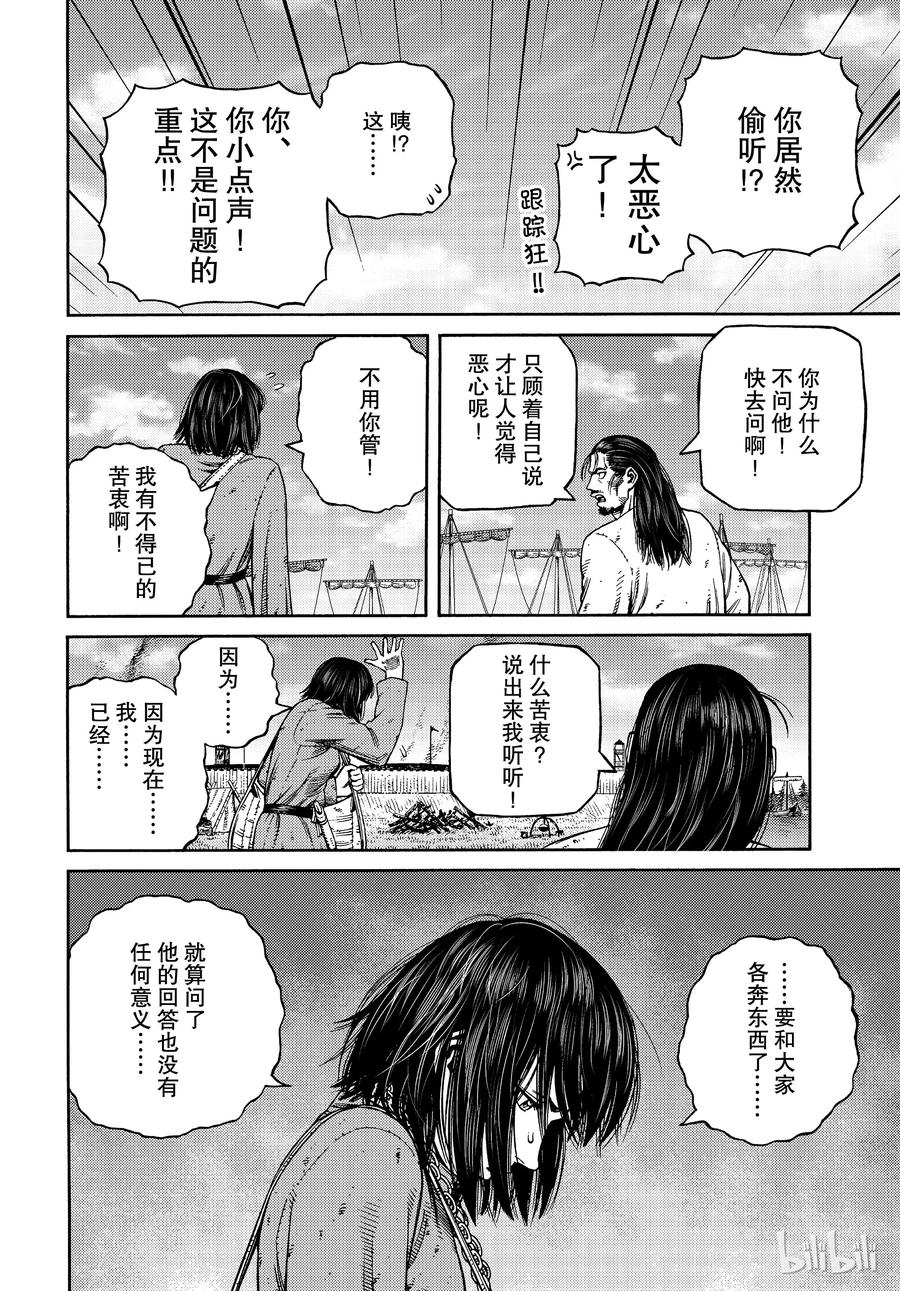 你居然
偷听!?
太恶心
了！
跟踪狂!!
咦!?
这……
你、
你小点声！
这不是问题的
重点!!
你为什么
不问他！
快去问啊！
只顾着自己说
才让人觉得
恶心呢！
不用你管！
我有不得已的
苦衷啊！
什么苦衷？
说出来我听听！
因为……
因为现在……
我……
已经……
……要和大家
各奔东西了……
就算问了
他的回答也没有
任何意义……
bilibili